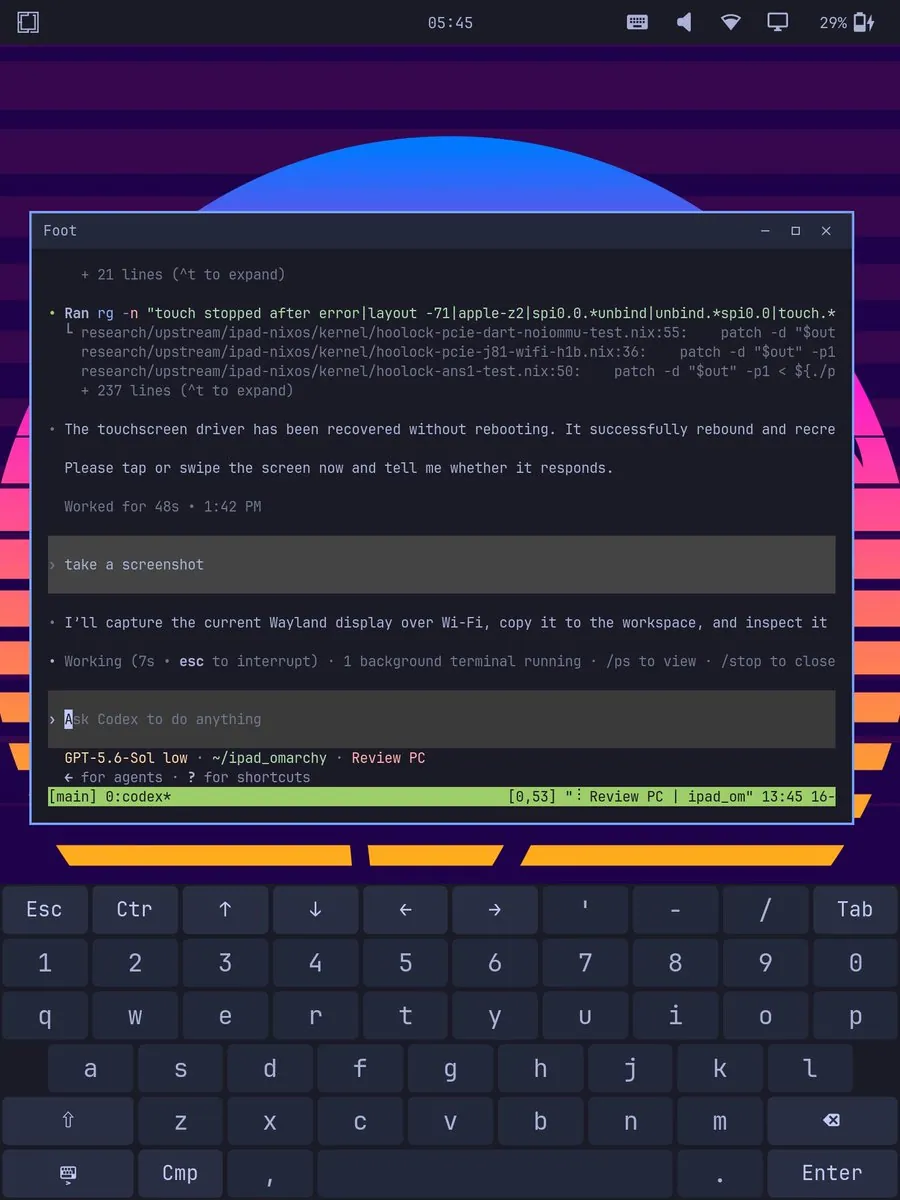 05:45
29%
Foot
+ 21 lines (^t to expand)
• Ran rg -n "touch stopped after error|layout -71|apple-z2|spi0.0.*unbind|unbind.*spi0.0|touch.*
└ research/upstream/ipad-nixos/kernel/hoolock-pcie-dart-noiommu-test.nix:55:    patch -d "$out
research/upstream/ipad-nixos/kernel/hoolock-pcie-j81-wifi-h1b.nix:36:    patch -d "$out" -p1
research/upstream/ipad-nixos/kernel/hoolock-ans1-test.nix:50:    patch -d "$out" -p1 < ${./p
+ 237 lines (^t to expand)
• The touchscreen driver has been recovered without rebooting. It successfully rebound and recre
Please tap or swipe the screen now and tell me whether it responds.
Worked for 48s • 1:42 PM
› take a screenshot
• I'll capture the current Wayland display over Wi-Fi, copy it to the workspace, and inspect it
• Working (7s • esc to interrupt) · 1 background terminal running · /ps to view · /stop to close
› Ask Codex to do anything
GPT-5.6-Sol low · ~/ipad_omarchy · Review PC
← for agents · ? for shortcuts
[main] 0:codex* [0,53] "⠸ Review PC | ipad_om" 13:45 16-
Esc Ctr ↑ ↓ ← → ' - / Tab
1 2 3 4 5 6 7 8 9 0
q w e r t y u i o p
a s d f g h j k l
⇧ z x c v b n m ⌫
Cmp , . Enter